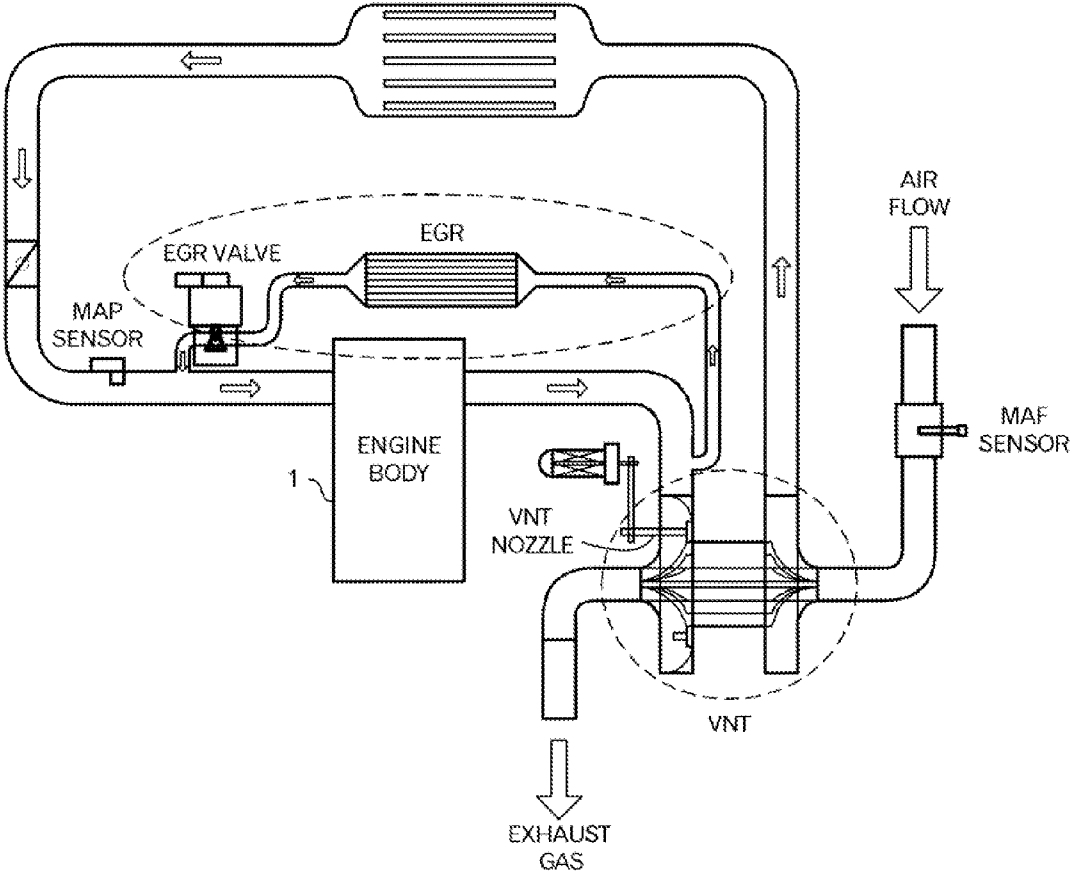 AIR
FLOW
EGR
EGR VALVE
MAP
SENSOR
MAF
SENSOR
ENGINE
BODY
1
VNT
NOZZLE
VNT
EXHAUST
GAS